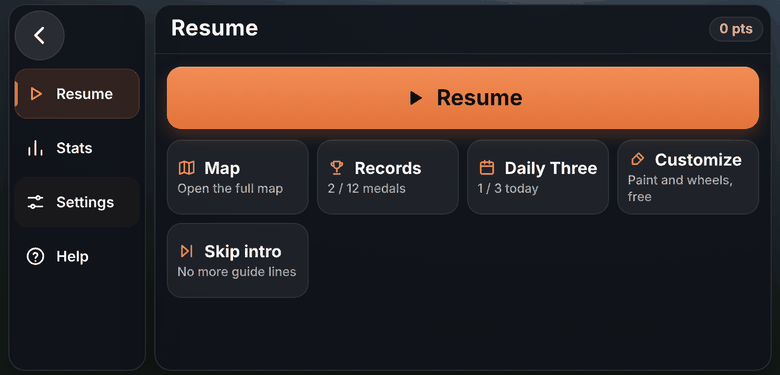 Resume
0 pts
Resume
Stats
Settings
Help
Resume
Map
Open the full map
Records
2 / 12 medals
Daily Three
1 / 3 today
Customize
Paint and wheels,
free
Skip intro
No more guide lines